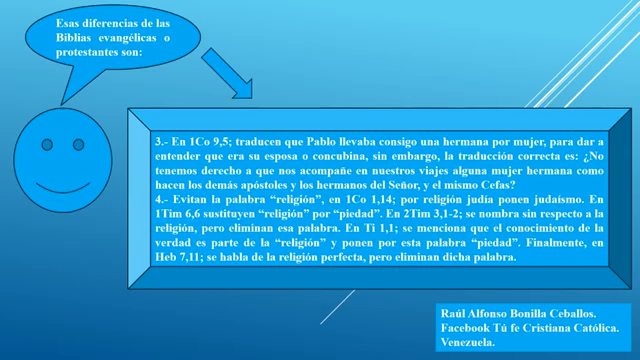 Esas diferencias de las
Biblias evangélicas o
protestantes son:
3.- En 1Co 9,5; traducen que Pablo llevaba consigo una hermana por mujer, para dar a
entender que era su esposa o concubina, sin embargo, la traducción correcta es: ¿No
tenemos derecho a que nos acompañe en nuestros viajes alguna mujer hermana como
hacen los demás apóstoles y los hermanos del Señor, y el mismo Cefas?
4.- Evitan la palabra “religión”, en 1Co 1,14; por religión judía ponen judaísmo. En
1Tim 6,6 sustituyen “religión” por “piedad”. En 2Tim 3,1-2; se nombra sin respecto a la
religión, pero eliminan esa palabra. En Ti 1,1; se menciona que el conocimiento de la
verdad es parte de la “religión” y ponen por esta palabra “piedad”. Finalmente, en
Heb 7,11; se habla de la religión perfecta, pero eliminan dicha palabra.
Raúl Alfonso Bonilla Ceballos.
Facebook Tú fe Cristiana Católica.
Venezuela.